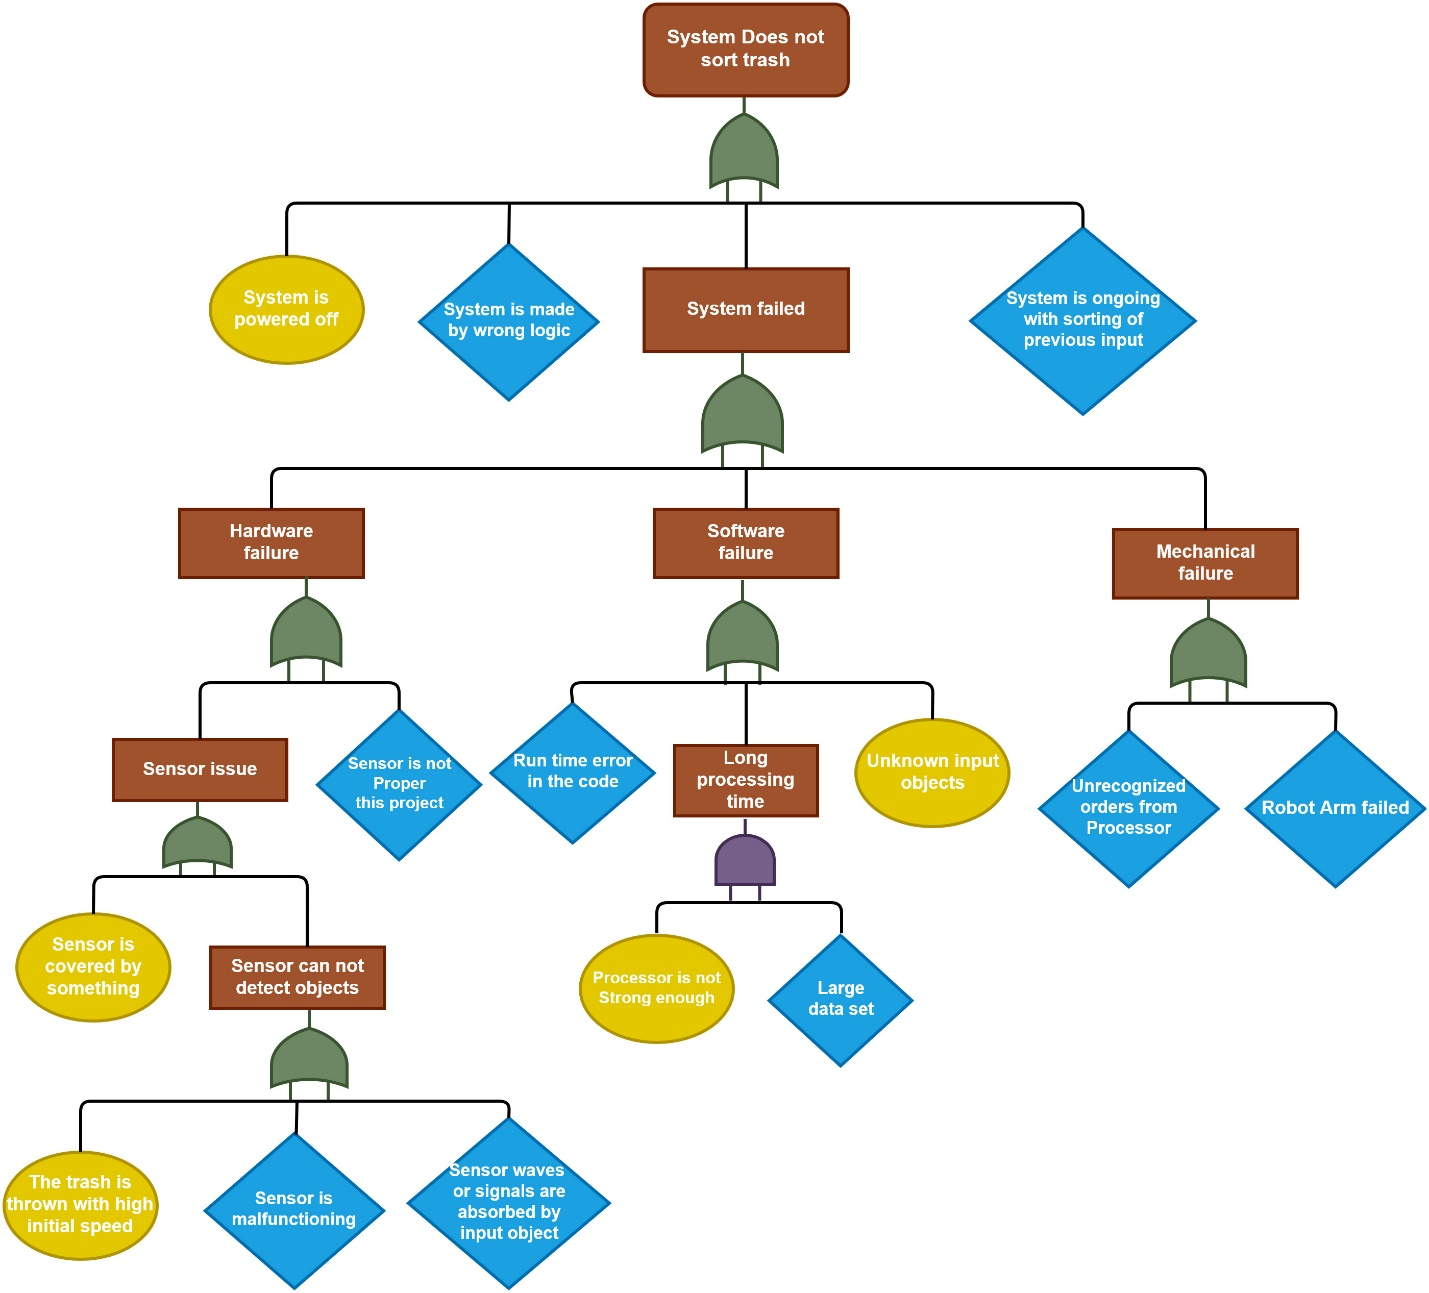 System Does not
sort trash
System is
powered off
System is made
by wrong logic
System failed
System is ongoing
with sorting of
previous input
Hardware
failure
Software
failure
Mechanical
failure
Sensor issue
Sensor is not
Proper
this project
Run time error
in the code
Long
processing
time
Unknown input
objects
Unrecognized
orders from
Processor
Robot Arm failed
Sensor is
covered by
something
Sensor can not
detect objects
Processor is not
Strong enough
Large
data set
The trash is
thrown with high
initial speed
Sensor is
malfunctioning
Sensor waves
or signals are
absorbed by
input object